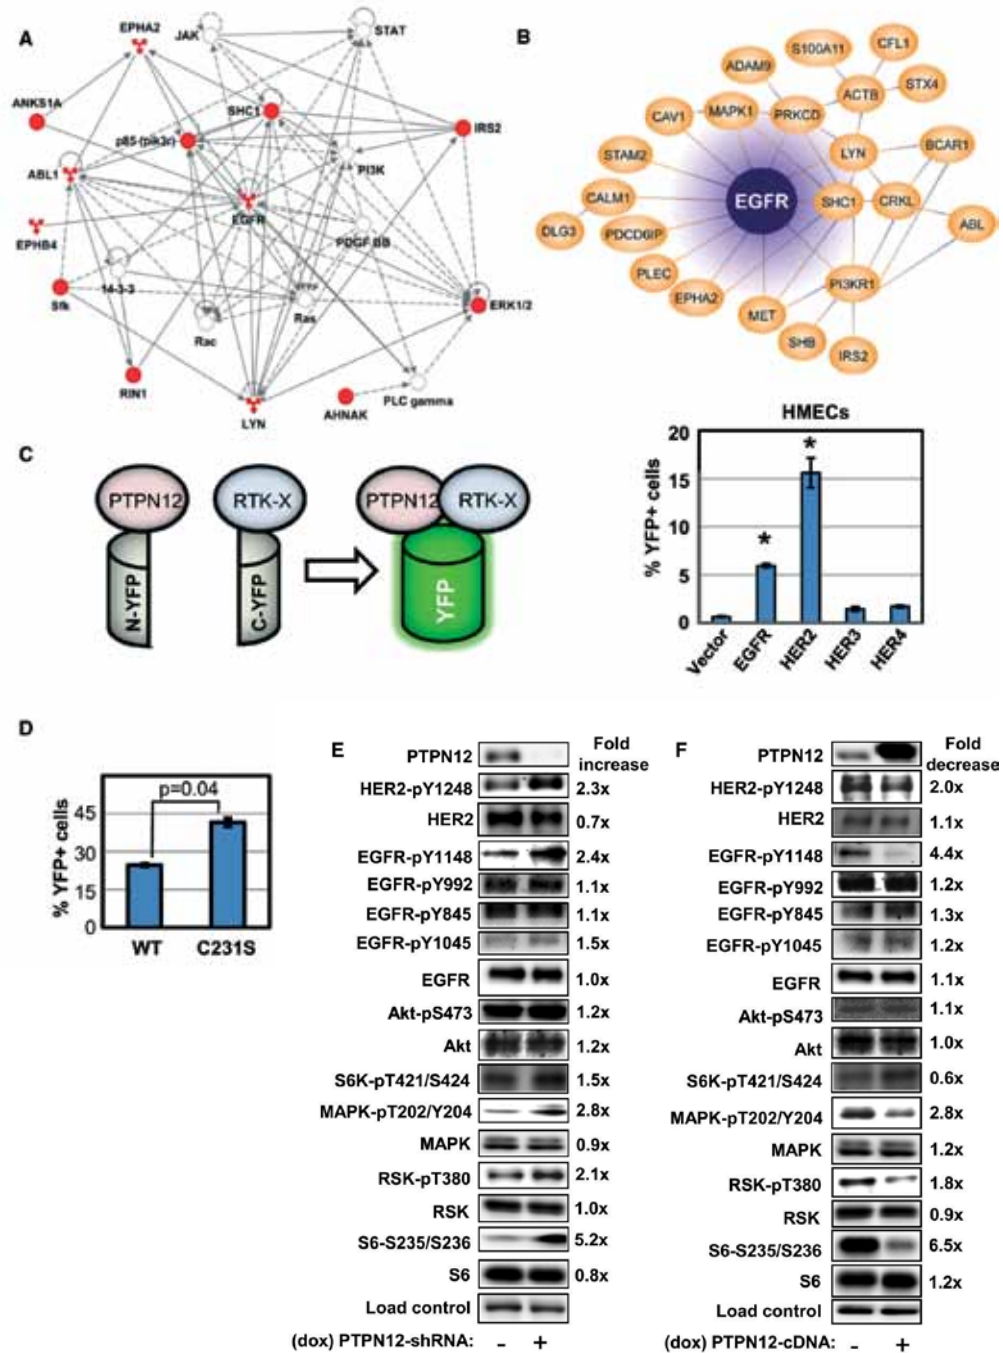 A
EPHA2
JAK
STAT
ANKS1A
SHC1
IRS2
p85 (pik3r)
PI3K
ABL1
EGFR
EPHB4
PDGF BB
14-3-3
Sfk
Ras
ERK1/2
Rac
RIN1
PLC gamma
AHNAK
LYN
B
S100A11
CFL1
ADAM9
STX4
ACTB
MAPK1
PRKCD
CAV1
BCAR1
LYN
STAM2
EGFR
SHC1
CRKL
CALM1
ABL
DLG3
PDCD6IP
PLEC
PI3KR1
EPHA2
MET
SHB
IRS2
C
PTPN12
RTK-X
PTPN12
RTK-X
N-YFP
C-YFP
YFP
HMECs
% YFP+ cells
20
15
10
5
0
*
*
Vector
EGFR
HER2
HER3
HER4
D
p=0.04
% YFP+ cells
45
30
15
0
WT C231S
E
Fold
increase
PTPN12
HER2-pY1248 2.3x
HER2 0.7x
EGFR-pY1148 2.4x
EGFR-pY992 1.1x
EGFR-pY845 1.1x
EGFR-pY1045 1.5x
EGFR 1.0x
Akt-pS473 1.2x
Akt 1.2x
S6K-pT421/S424 1.5x
MAPK-pT202/Y204 2.8x
MAPK 0.9x
RSK-pT380 2.1x
RSK 1.0x
S6-S235/S236 5.2x
S6 0.8x
Load control
(dox) PTPN12-shRNA: - +
F
Fold
decrease
PTPN12
HER2-pY1248 2.0x
HER2 1.1x
EGFR-pY1148 4.4x
EGFR-pY992 1.2x
EGFR-pY845 1.3x
EGFR-pY1045 1.2x
EGFR 1.1x
Akt-pS473 1.1x
Akt 1.0x
S6K-pT421/S424 0.6x
MAPK-pT202/Y204 2.8x
MAPK 1.2x
RSK-pT380 1.8x
RSK 0.9x
S6-S235/S236 6.5x
S6 1.2x
Load control
(dox) PTPN12-cDNA: - +